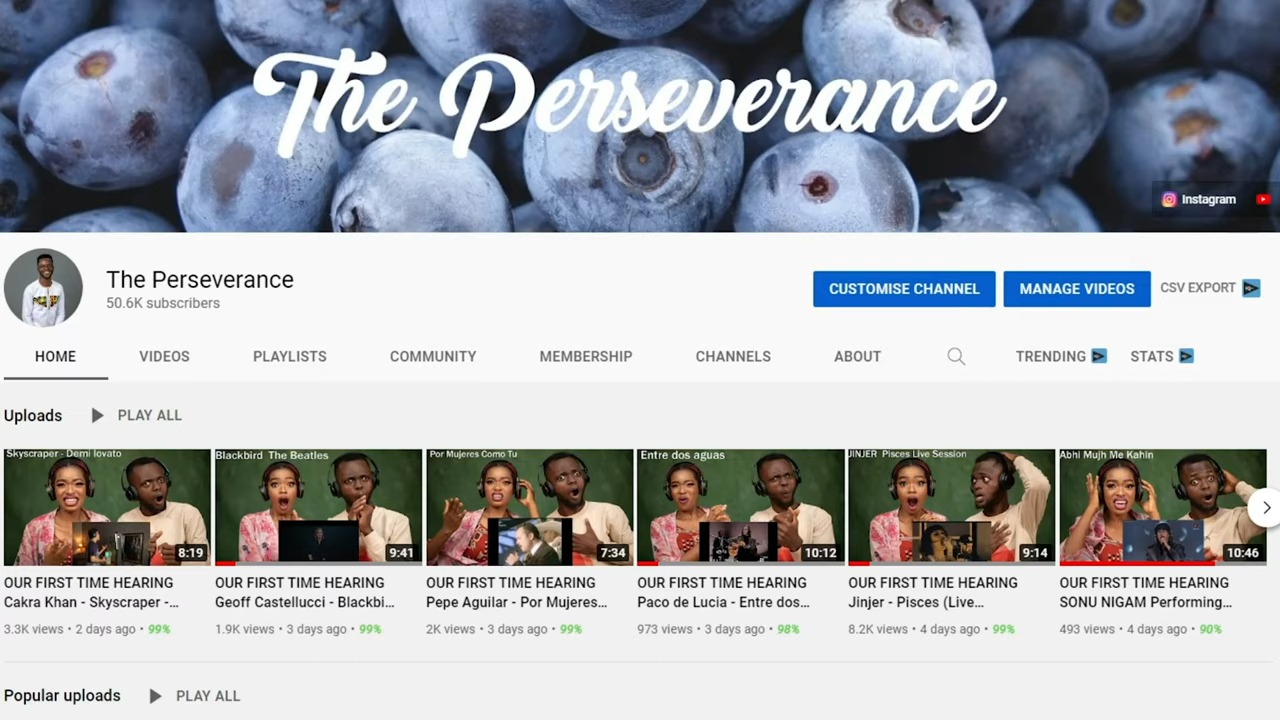 The Perseverance
Instagram
The Perseverance
50.6K subscribers
CUSTOMISE CHANNEL
MANAGE VIDEOS
CSV EXPORT
HOME
VIDEOS
PLAYLISTS
COMMUNITY
MEMBERSHIP
CHANNELS
ABOUT
TRENDING
STATS
Uploads
PLAY ALL
Skyscraper - Demi lovato
8:19
OUR FIRST TIME HEARING
Cakra Khan - Skyscraper -...
3.3K views • 2 days ago • 99%
Blackbird The Beatles
9:41
OUR FIRST TIME HEARING
Geoff Castellucci - Blackbi...
1.9K views • 3 days ago • 99%
Por Mujeres Como Tu
7:34
OUR FIRST TIME HEARING
Pepe Aguilar - Por Mujeres...
2K views • 3 days ago • 99%
Entre dos aguas
10:12
OUR FIRST TIME HEARING
Paco de Lucia - Entre dos...
973 views • 3 days ago • 98%
JINJER Pisces Live Session
9:14
OUR FIRST TIME HEARING
Jinjer - Pisces (Live...
8.2K views • 4 days ago • 99%
Abhi Mujh Me Kahin
10:46
OUR FIRST TIME HEARING
SONU NIGAM Performing...
493 views • 4 days ago • 90%
Popular uploads
PLAY ALL